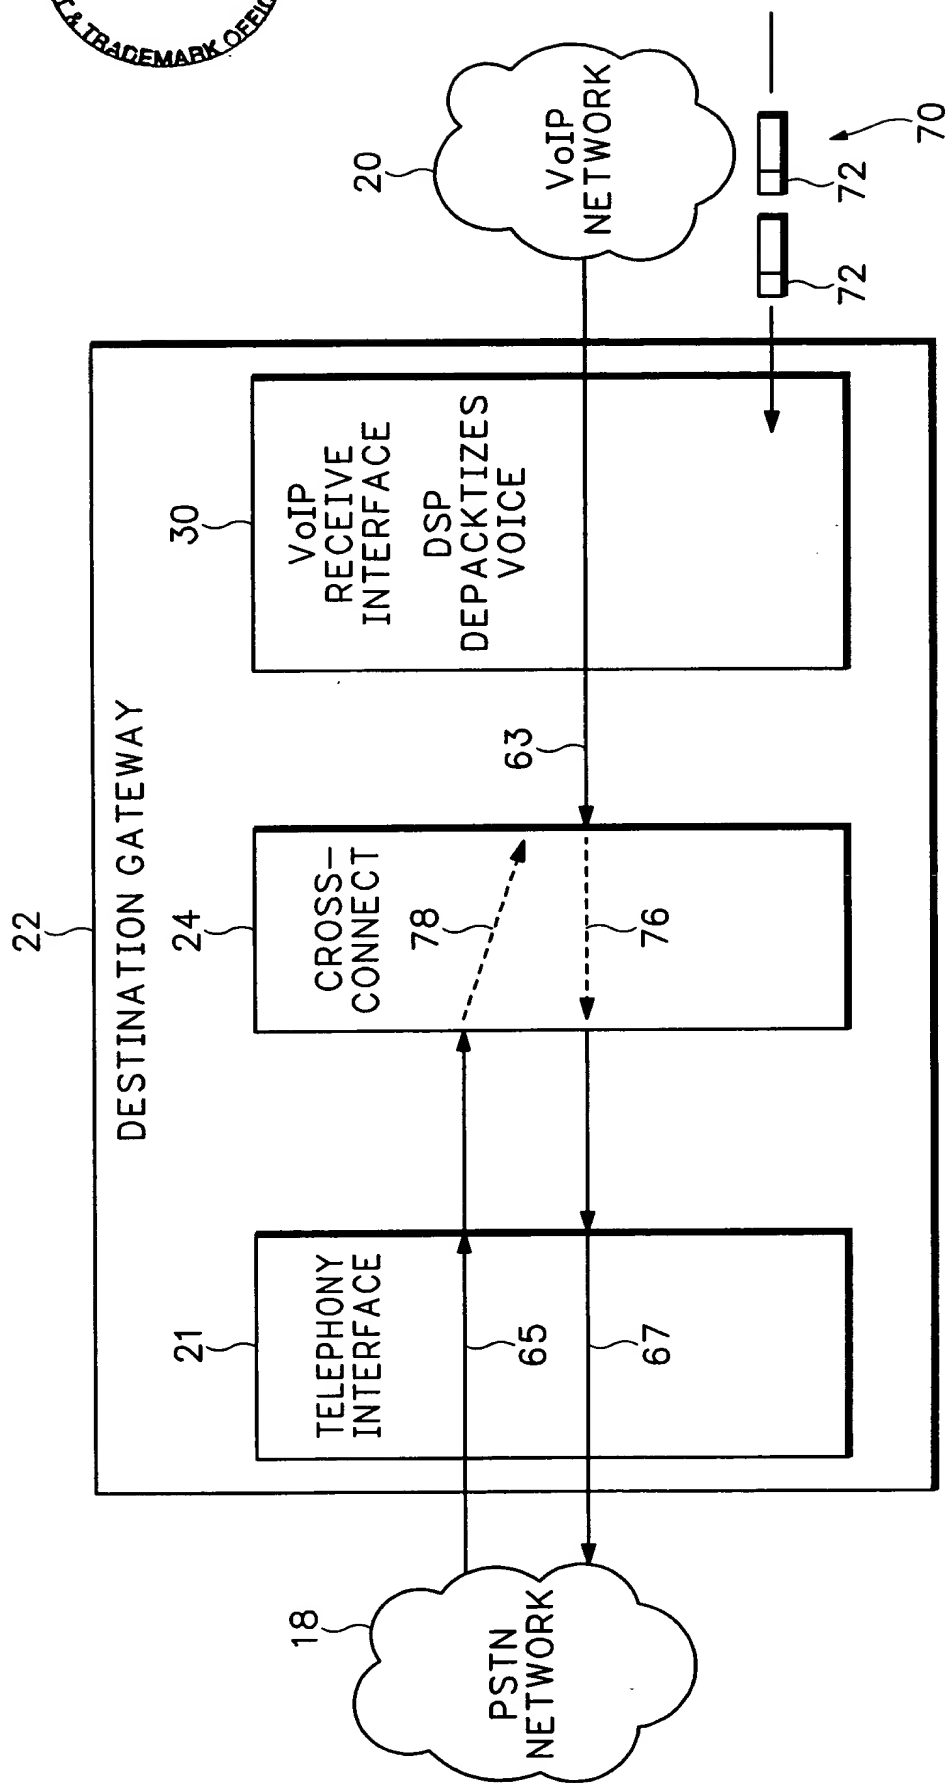 T & TRADEMARK OFFIC
22
DESTINATION GATEWAY
18
PSTN
NETWORK
21
TELEPHONY
INTERFACE
65
67
24
CROSS-
CONNECT
78
76
63
30
VoIP
RECEIVE
INTERFACE
DSP
DEPACKTIZES
VOICE
20
VoIP
NETWORK
72
72
70